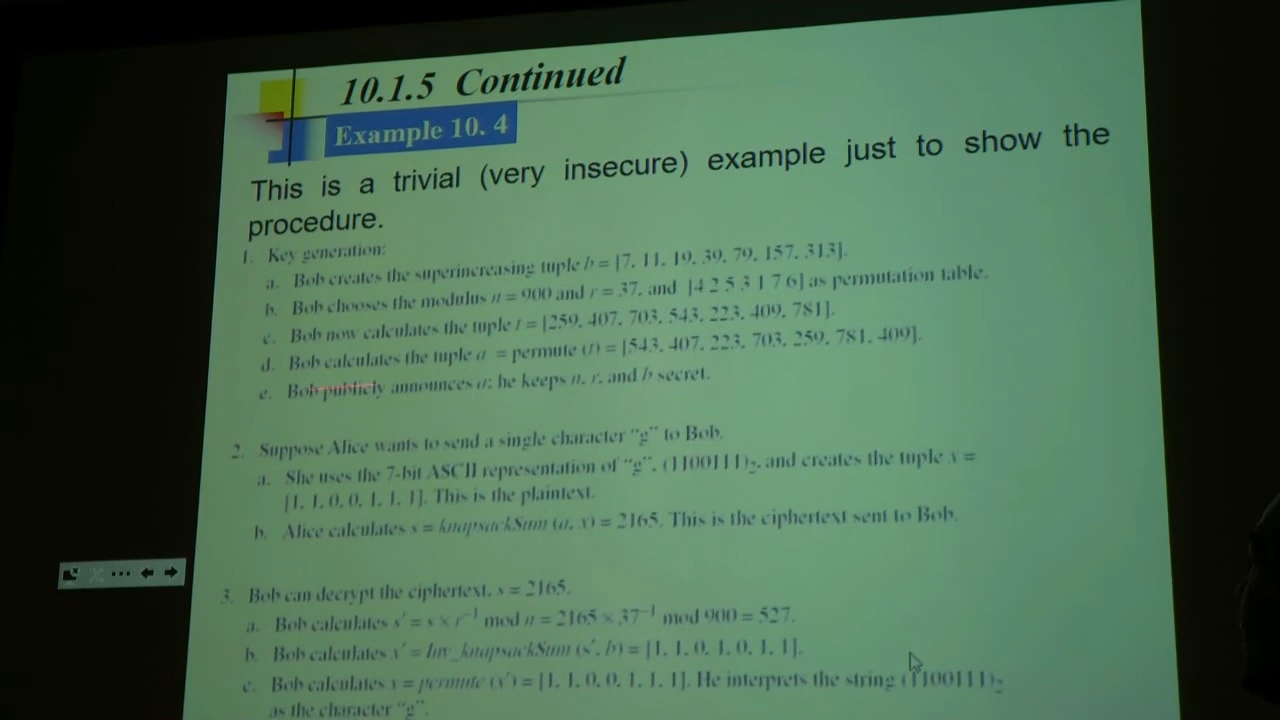 10.1.5 Continued
Example 10. 4
This is a trivial (very insecure) example just to show the
procedure.
1. Key generation:
a. Bob creates the superincreasing tuple b = [7, 11, 19, 39, 79, 157, 313].
b. Bob chooses the modulus n = 900 and r = 37, and [4 2 5 3 1 7 6] as permutation table.
c. Bob now calculates the tuple t = [259, 407, 703, 543, 223, 409, 781].
d. Bob calculates the tuple a = permute (t) = [543, 407, 223, 703, 259, 781, 409].
e. Bob publicly announces a; he keeps n, r, and b secret.
2. Suppose Alice wants to send a single character “g” to Bob.
a. She uses the 7-bit ASCII representation of “g”, (1100111)₂, and creates the tuple x =
[1, 1, 0, 0, 1, 1, 1]. This is the plaintext.
b. Alice calculates s = knapsackSum (a, x) = 2165. This is the ciphertext sent to Bob.
3. Bob can decrypt the ciphertext, s = 2165.
a. Bob calculates s′ = s × r⁻¹ mod n = 2165 × 37⁻¹ mod 900 = 527.
b. Bob calculates x′ = Inv_knapsackSum (s′, b) = [1, 1, 0, 1, 0, 1, 1].
c. Bob calculates x = permute (x′) = [1, 1, 0, 0, 1, 1, 1]. He interprets the string (1100111)₂
as the character “g”.